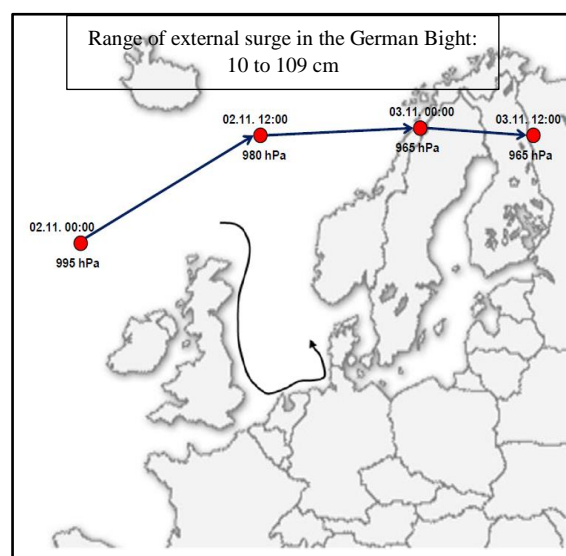 Range of external surge in the German Bight:
10 to 109 cm
03.11. 00:00
02.11. 12:00
03.11. 12:00
980 hPa
965 hPa
965 hPa
02.11. 00:00
995 hPa